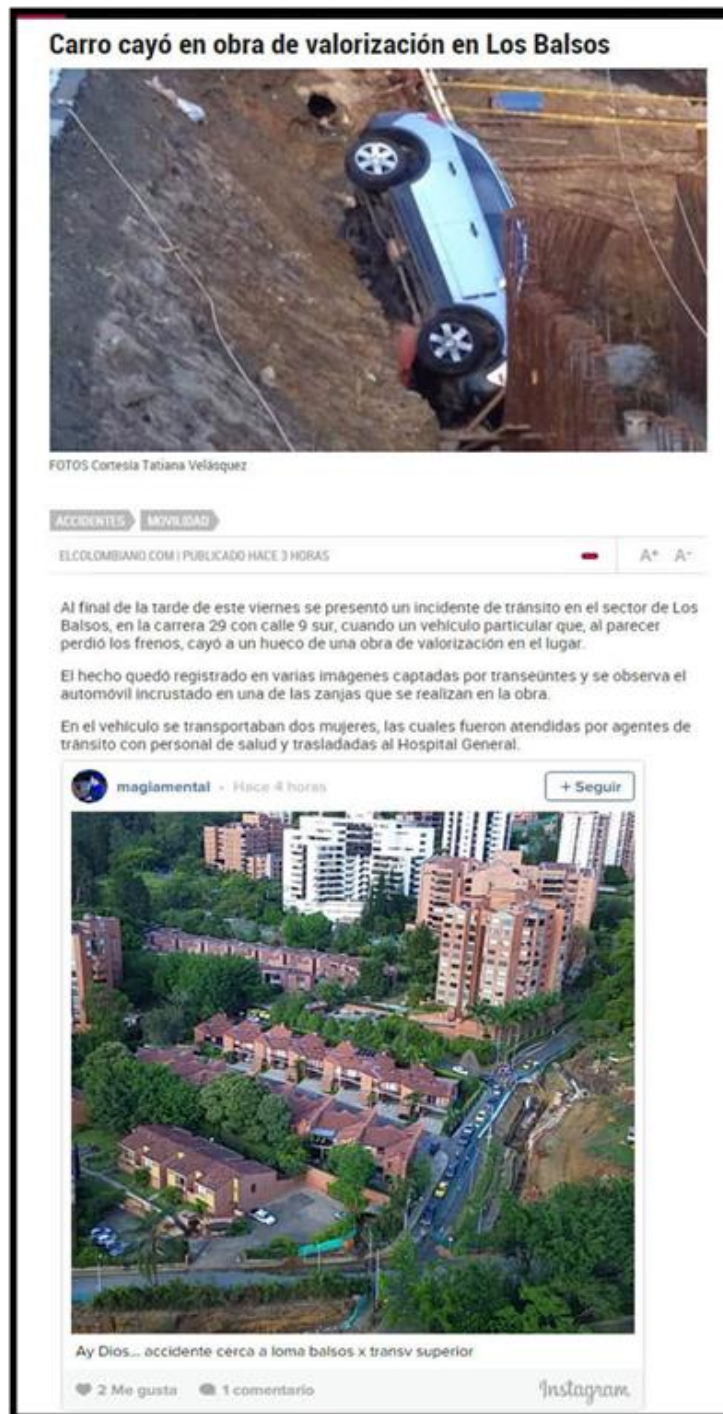 Carro cayó en obra de valorización en Los Balsos
FOTOS Cortesía Tatiana Velásquez
ACCIDENTES MOVILIDAD
ELCOLOMBIANO.COM | PUBLICADO HACE 3 HORAS
A+ A-
Al final de la tarde de este viernes se presentó un incidente de tránsito en el sector de Los
Balsos, en la carrera 29 con calle 9 sur, cuando un vehículo particular que, al parecer
perdió los frenos, cayó a un hueco de una obra de valorización en el lugar.
El hecho quedó registrado en varias imágenes captadas por transeúntes y se observa el
automóvil incrustado en una de las zanjas que se realizan en la obra.
En el vehículo se transportaban dos mujeres, las cuales fueron atendidas por agentes de
tránsito con personal de salud y trasladadas al Hospital General.
magiamental - Hace 4 horas
+ Seguir
Ay Dios... accidente cerca a loma balsos x transv superior
2 Me gusta 1 comentario
Instagram